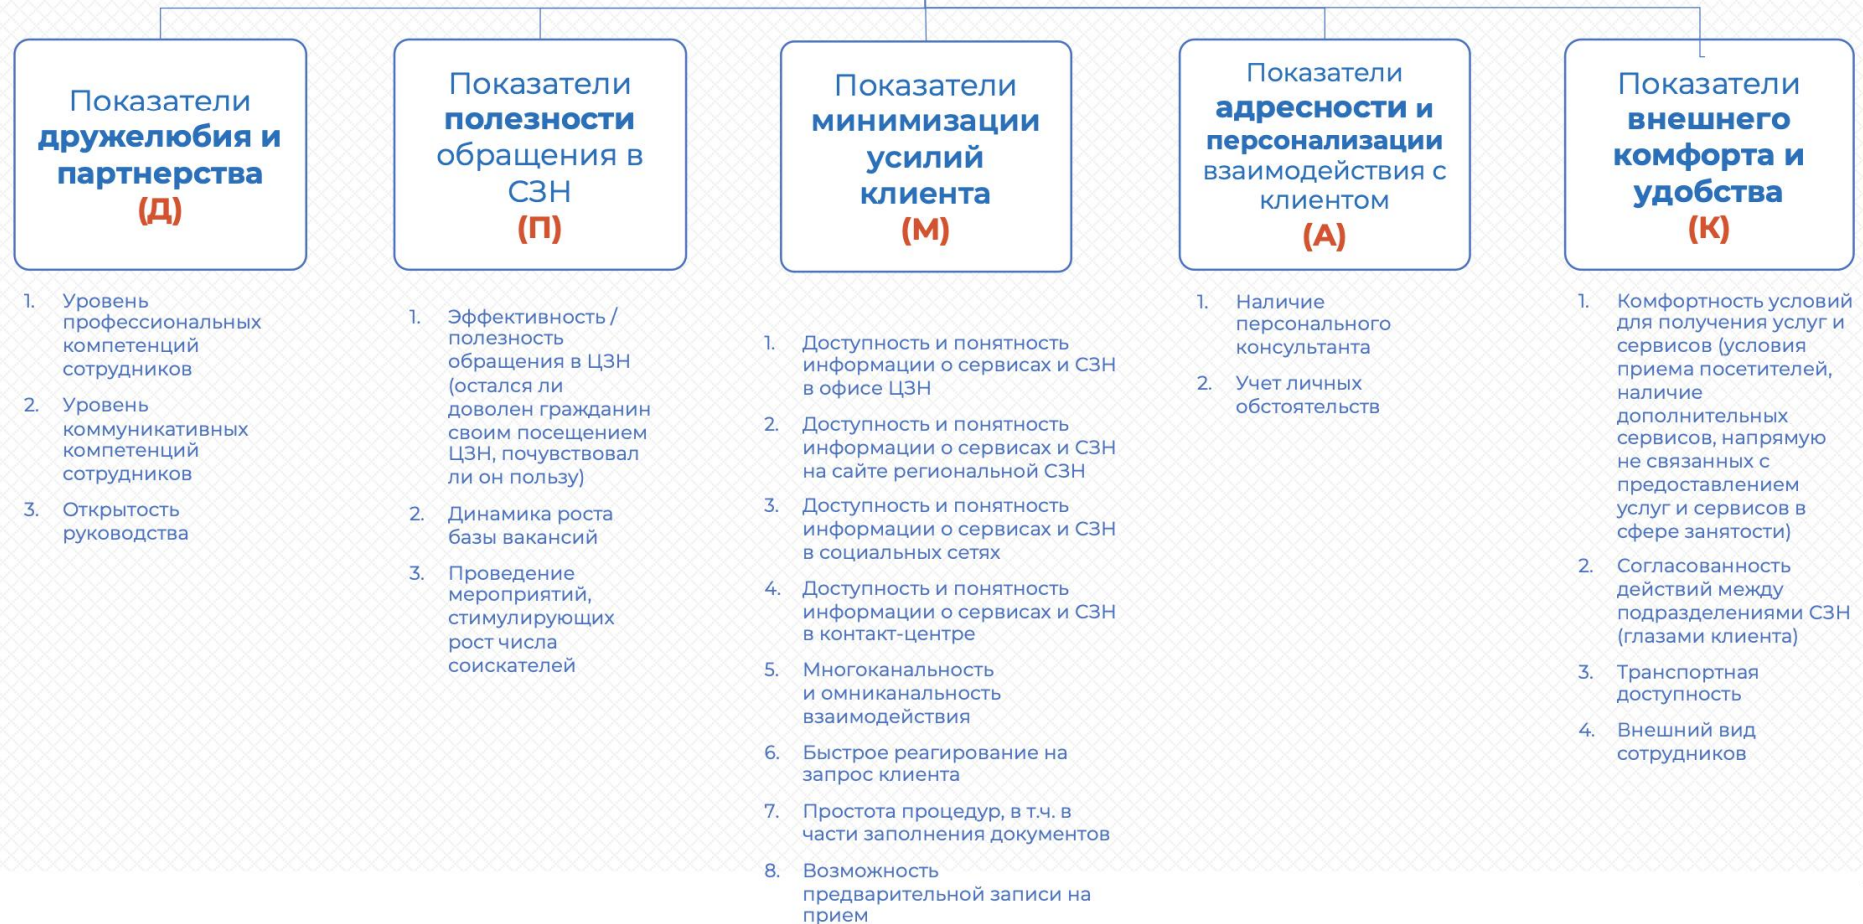 Показатели
дружелюбия и
партнерства
(Д)
1. Уровень
профессиональных
компетенций
сотрудников
2. Уровень
коммуникативных
компетенций
сотрудников
3. Открытость
руководства
Показатели
полезности
обращения в
СЗН
(П)
1. Эффективность /
полезность
обращения в ЦЗН
(остался ли
доволен гражданин
своим посещением
ЦЗН, почувствовал
ли он пользу)
2. Динамика роста
базы вакансий
3. Проведение
мероприятий,
стимулирующих
рост числа
соискателей
Показатели
минимизации
усилий
клиента
(М)
1. Доступность и понятность
информации о сервисах и СЗН
в офисе ЦЗН
2. Доступность и понятность
информации о сервисах и СЗН
на сайте региональной СЗН
3. Доступность и понятность
информации о сервисах и СЗН
в социальных сетях
4. Доступность и понятность
информации о сервисах и СЗН
в контакт-центре
5. Многоканальность
и омниканальность
взаимодействия
6. Быстрое реагирование на
запрос клиента
7. Простота процедур, в т.ч. в
части заполнения документов
8. Возможность
предварительной записи на
прием
Показатели
адресности и
персонализации
взаимодействия с
клиентом
(А)
1. Наличие
персонального
консультанта
2. Учет личных
обстоятельств
Показатели
внешнего
комфорта и
удобства
(К)
1. Комфортность условий
для получения услуг и
сервисов (условия
приема посетителей,
наличие
дополнительных
сервисов, напрямую
не связанных с
предоставлением
услуг и сервисов в
сфере занятости)
2. Согласованность
действий между
подразделениями СЗН
(глазами клиента)
3. Транспортная
доступность
4. Внешний вид
сотрудников